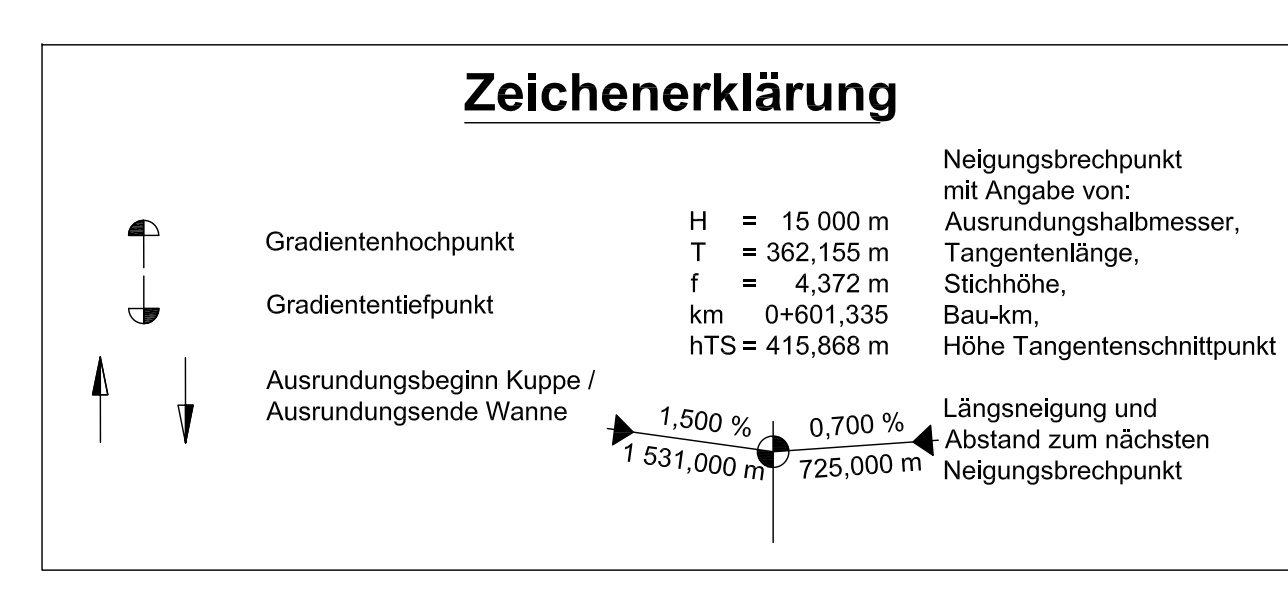 Zeichenerklärung
Gradientenhochpunkt
Gradiententiefpunkt
Ausrundungsbeginn Kuppe /
Ausrundungsende Wanne
H = 15 000 m
T = 362,155 m
f = 4,372 m
km 0+601,335
hTS = 415,868 m
Neigungsbrechpunkt
mit Angabe von:
Ausrundungshalbmesser,
Tangentenlänge,
Stichhöhe,
Bau-km,
Höhe Tangentenschnittpunkt
1,500 %
1 531,000 m
0,700 %
725,000 m
Längsneigung und
Abstand zum nächsten
Neigungsbrechpunkt